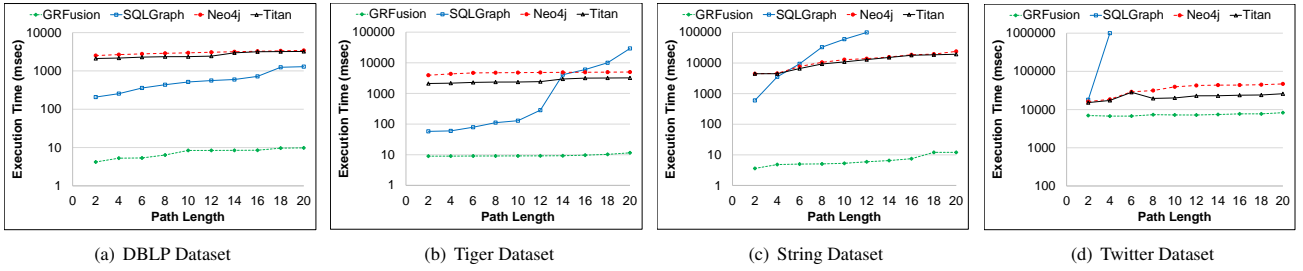 GRFusion SQLGraph Neo4j Titan
Execution Time (msec)
10000
1000
100
10
1
2 4 6 8 10 12 14 16 18 20
Path Length
(a) DBLP Dataset
GRFusion SQLGraph Neo4j Titan
Execution Time (msec)
100000
10000
1000
100
10
1
2 4 6 8 10 12 14 16 18 20
Path Length
(b) Tiger Dataset
GRFusion SQLGraph Neo4j Titan
Execution Time (msec)
100000
10000
1000
100
10
1
2 4 6 8 10 12 14 16 18 20
Path Length
(c) String Dataset
GRFusion SQLGraph Neo4j Titan
Execution Time (msec)
1000000
100000
10000
1000
100
2 4 6 8 10 12 14 16 18 20
Path Length
(d) Twitter Dataset